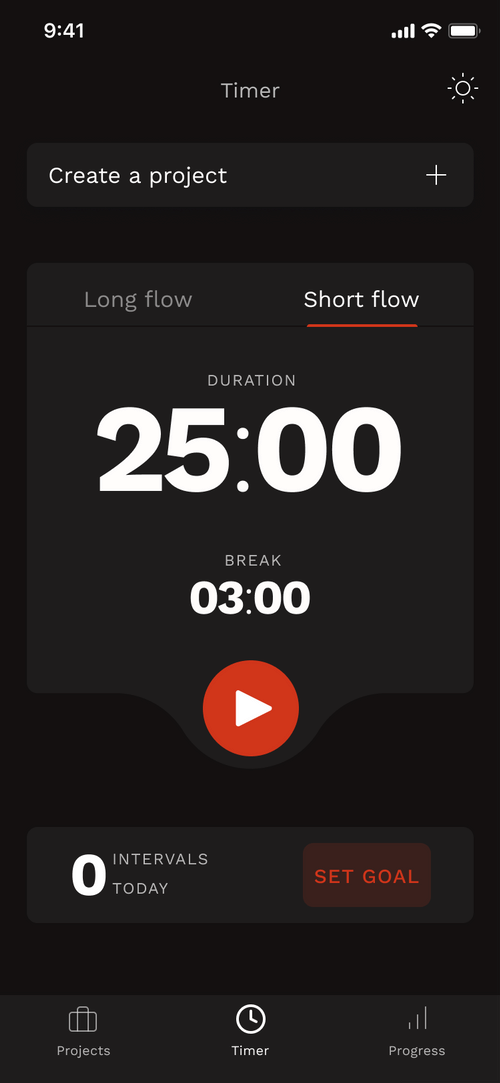 9:41
Timer
Create a project
Long flow Short flow
DURATION
25:00
BREAK
03:00
0 INTERVALS
TODAY
SET GOAL
Projects Timer Progress